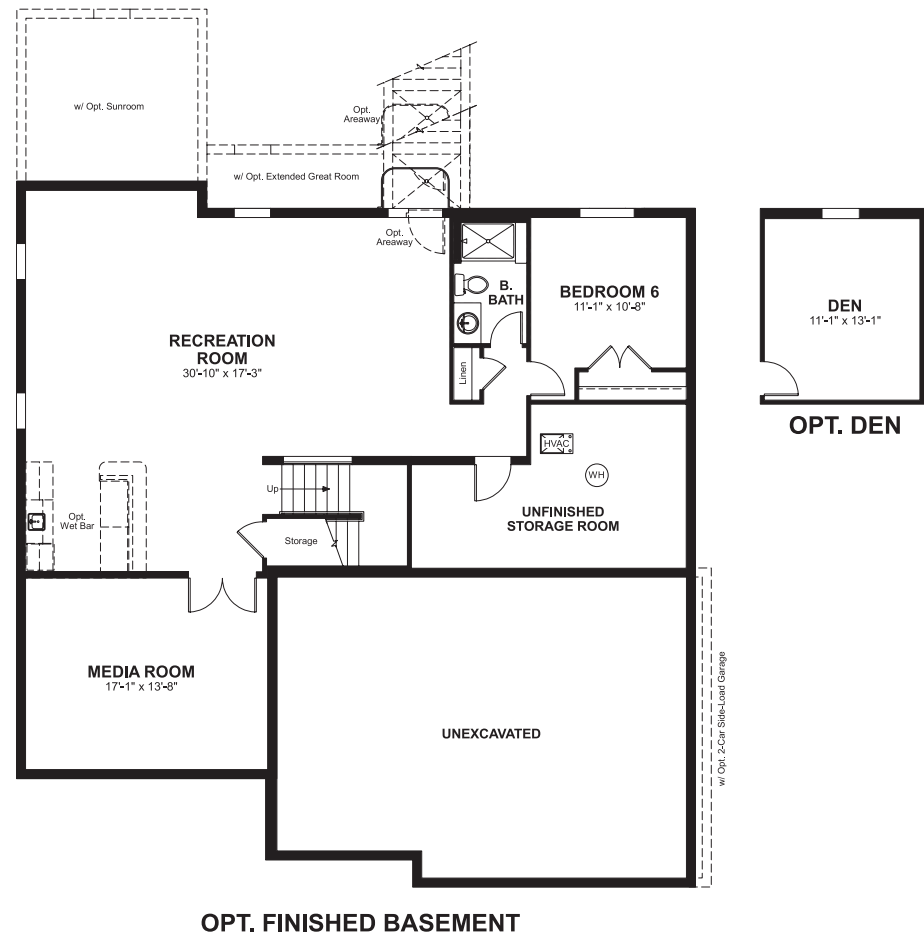 w/ Opt. Sunroom
Opt.
Areaway
w/ Opt. Extended Great Room
Opt.
Areaway
B.
BATH
BEDROOM 6
11'-1" x 10'-8"
DEN
11'-1" x 13'-1"
RECREATION
ROOM
30'-10" x 17'-3"
Linen
OPT. DEN
HVAC
WH
Up
Opt.
Wet Bar
UNFINISHED
STORAGE ROOM
Storage
MEDIA ROOM
17'-1" x 13'-8"
UNEXCAVATED
w/ Opt. 2-Car Side-Load Garage
OPT. FINISHED BASEMENT